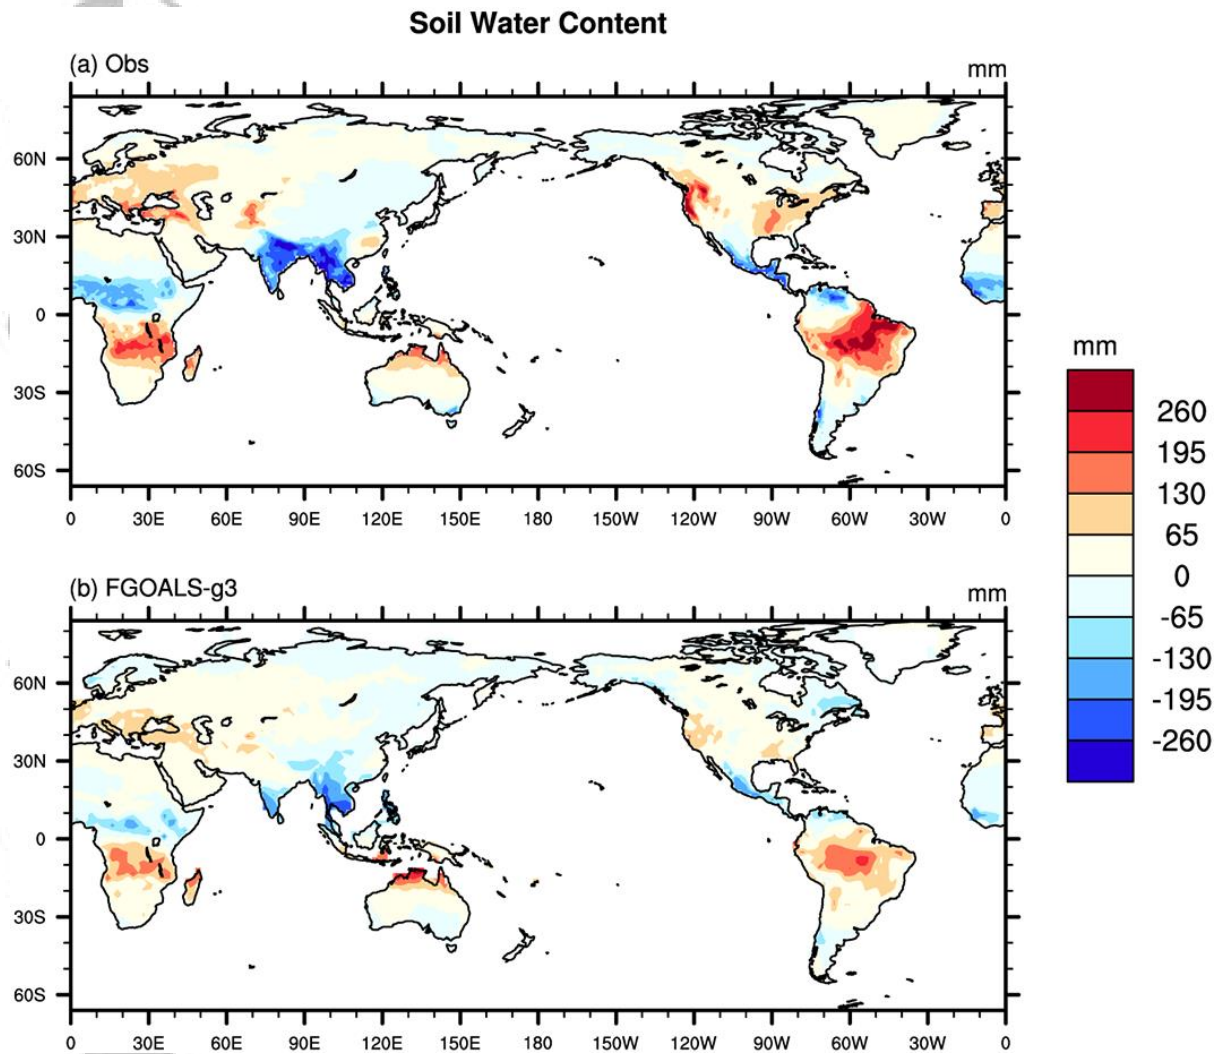 Soil Water Content
(a) Obs
mm
60N
30N
0
30S
60S
0 30E 60E 90E 120E 150E 180 150W 120W 90W 60W 30W 0
(b) FGOALS-g3
mm
60N
30N
0
30S
60S
0 30E 60E 90E 120E 150E 180 150W 120W 90W 60W 30W 0
mm
260
195
130
65
0
-65
-130
-195
-260